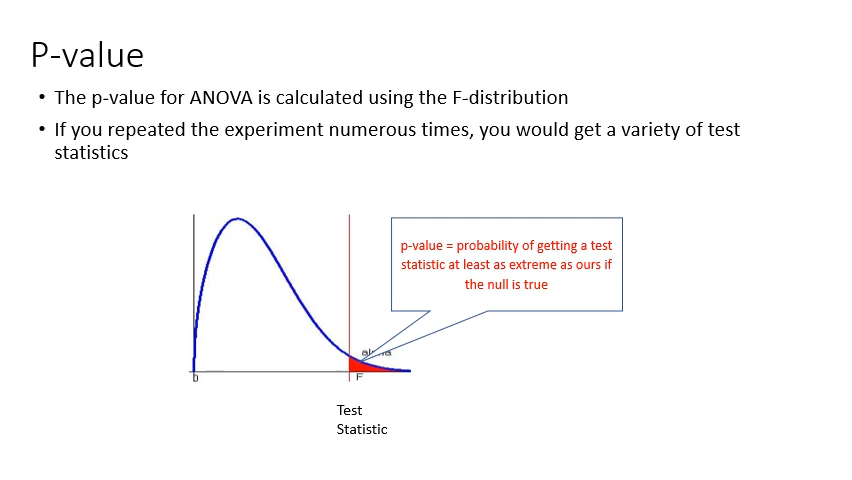 P-value
• The p-value for ANOVA is calculated using the F-distribution
• If you repeated the experiment numerous times, you would get a variety of test
statistics
p-value = probability of getting a test
statistic at least as extreme as ours if
the null is true
0
F
Test
Statistic